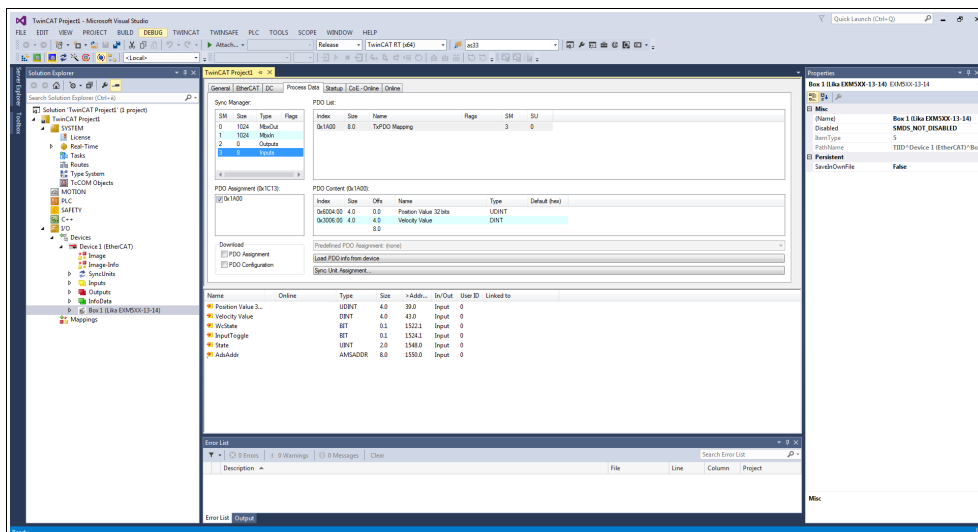 TwinCAT Project1 - Microsoft Visual Studio
Quick Launch (Ctrl+Q)
FILE EDIT VIEW PROJECT BUILD DEBUG TWINCAT TWINSAFE PLC TOOLS SCOPE WINDOW HELP
Attach... Release TwinCAT RT (x64) as33
<Local>
Server Explorer
Toolbox
Solution Explorer
Search Solution Explorer (Ctrl+è)
Solution 'TwinCAT Project1' (1 project)
TwinCAT Project1
SYSTEM
License
Real-Time
Tasks
Routes
Type System
TcCOM Objects
MOTION
PLC
SAFETY
C++
I/O
Devices
Device 1 (EtherCAT)
Image
Image-Info
SyncUnits
Inputs
Outputs
InfoData
Box 1 (Lika EXM5XX-13-14)
Mappings
TwinCAT Project1
General EtherCAT DC Process Data Startup CoE - Online Online
Sync Manager:
SM Size Type Flags
0 1024 MbxOut
1 1024 MbxIn
2 0 Outputs
3 8 Inputs
PDO List:
Index Size Name Flags SM SU
0x1A00 8.0 TxPDO Mapping 3 0
PDO Assignment (0x1C13):
0x1A00
PDO Content (0x1A00):
Index Size Offs Name Type Default (hex)
0x6004:00 4.0 0.0 Position Value 32 bits UDINT
0x3006:00 4.0 4.0 Velocity Value DINT
8.0
Download
PDO Assignment
PDO Configuration
Predefined PDO Assignment: (none)
Load PDO info from device
Sync Unit Assignment...
Name Online Type Size >Addr... In/Out User ID Linked to
Position Value 3... UDINT 4.0 39.0 Input 0
Velocity Value DINT 4.0 43.0 Input 0
WcState BIT 0.1 1522.1 Input 0
InputToggle BIT 0.1 1524.1 Input 0
State UINT 2.0 1548.0 Input 0
AdsAddr AMSADDR 8.0 1550.0 Input 0
Error List
0 Errors 0 Warnings 0 Messages Clear
Search Error List
Description File Line Column Project
Error List Output
Properties
Box 1 (Lika EXM5XX-13-14) EXM5XX-13-14
Misc
(Name) Box 1 (Lika EXM5XX-13-14)
Disabled SMDS_NOT_DISABLED
ItemType 5
PathName TIID^Device 1 (EtherCAT)^Bo
Persistent
SaveInOwnFile False
Misc